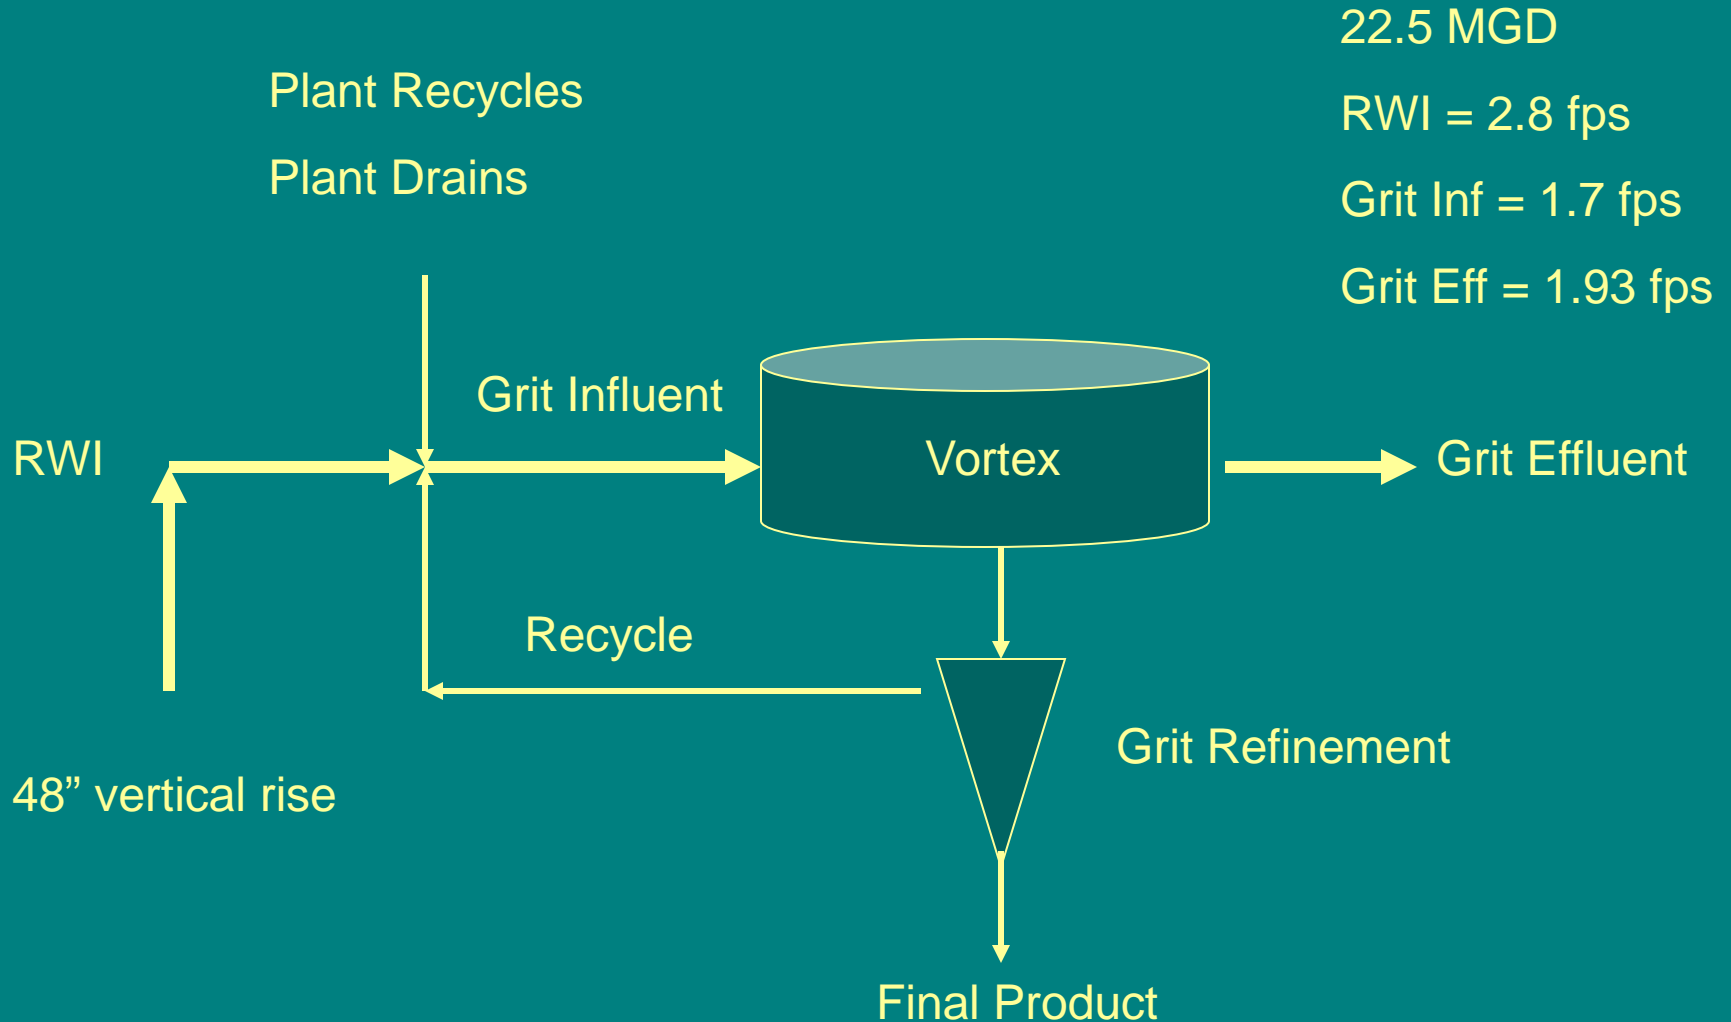 22.5 MGD
Plant Recycles
RWI = 2.8 fps
Plant Drains
Grit Inf = 1.7 fps
Grit Eff = 1.93 fps
Grit Influent
RWI
Vortex
Grit Effluent
Recycle
Grit Refinement
48” vertical rise
Final Product